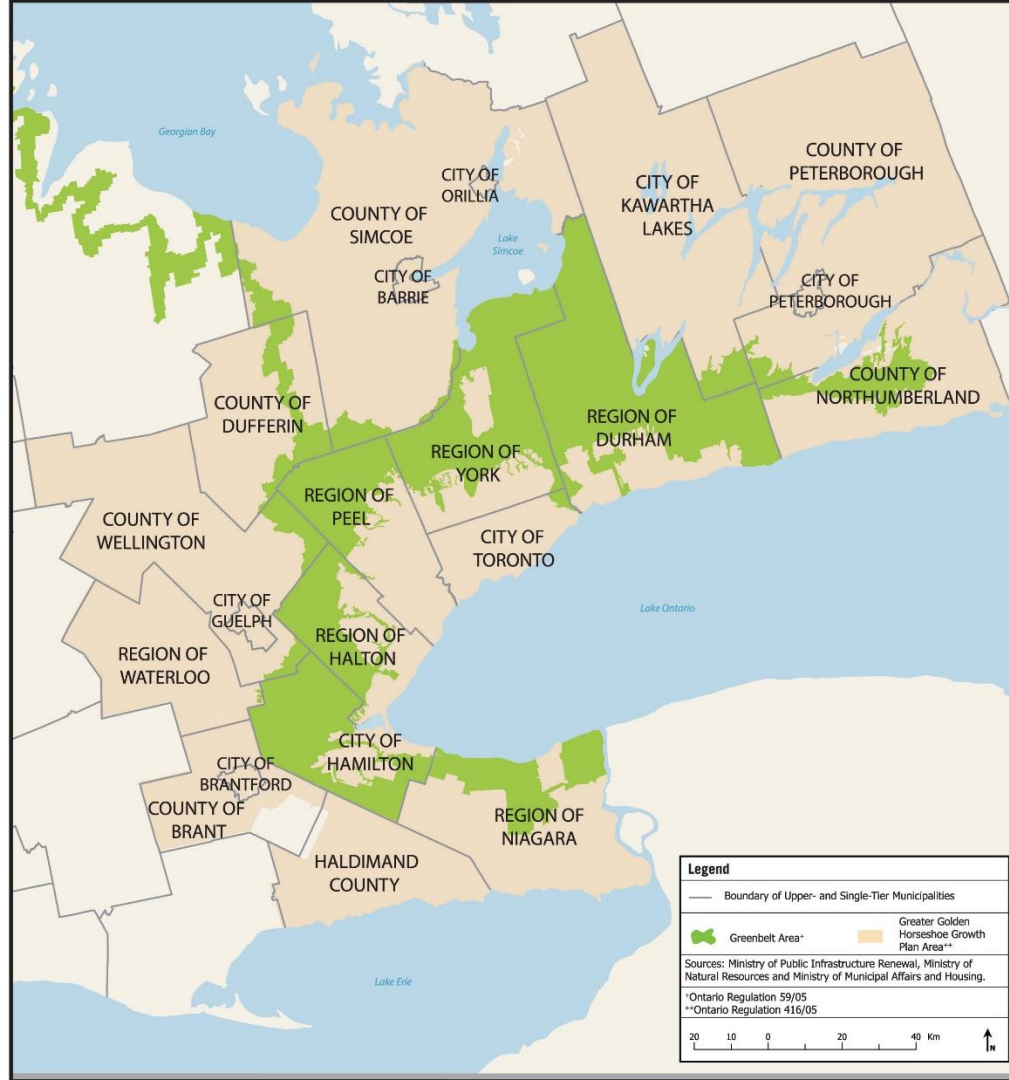 Georgian Bay
COUNTY OF
PETERBOROUGH
CITY OF
ORILLIA
CITY OF
KAWARTHA
LAKES
COUNTY OF
SIMCOE
Lake
Simcoe
CITY OF
BARRIE
CITY OF
PETERBOROUGH
COUNTY OF
NORTHUMBERLAND
COUNTY OF
DUFFERIN
REGION OF
DURHAM
REGION OF
YORK
REGION OF
PEEL
COUNTY OF
WELLINGTON
CITY OF
TORONTO
CITY OF
GUELPH
Lake Ontario
REGION OF
HALTON
REGION OF
WATERLOO
CITY OF
HAMILTON
CITY OF
BRANTFORD
COUNTY OF
BRANT
REGION OF
NIAGARA
HALDIMAND
COUNTY
Lake Erie
Legend
Boundary of Upper- and Single-Tier Municipalities
Greenbelt Area+
Greater Golden
Horseshoe Growth
Plan Area++
Sources: Ministry of Public Infrastructure Renewal, Ministry of
Natural Resources and Ministry of Municipal Affairs and Housing.
+Ontario Regulation 59/05
++Ontario Regulation 416/05
20 10 0 20 40 Km
N